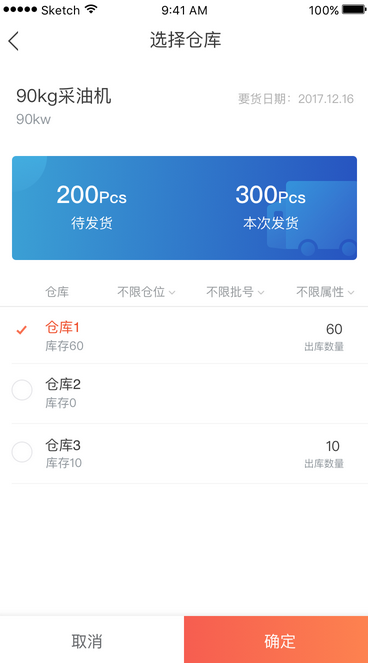 Sketch 9:41 AM 100%
选择仓库
90kg采油机
要货日期：2017.12.16
90kw
200Pcs 300Pcs
待发货 本次发货
仓库 不限仓位 不限批号 不限属性
仓库1 60
库存60 出库数量
仓库2
库存0
仓库3 10
库存10 出库数量
取消 确定